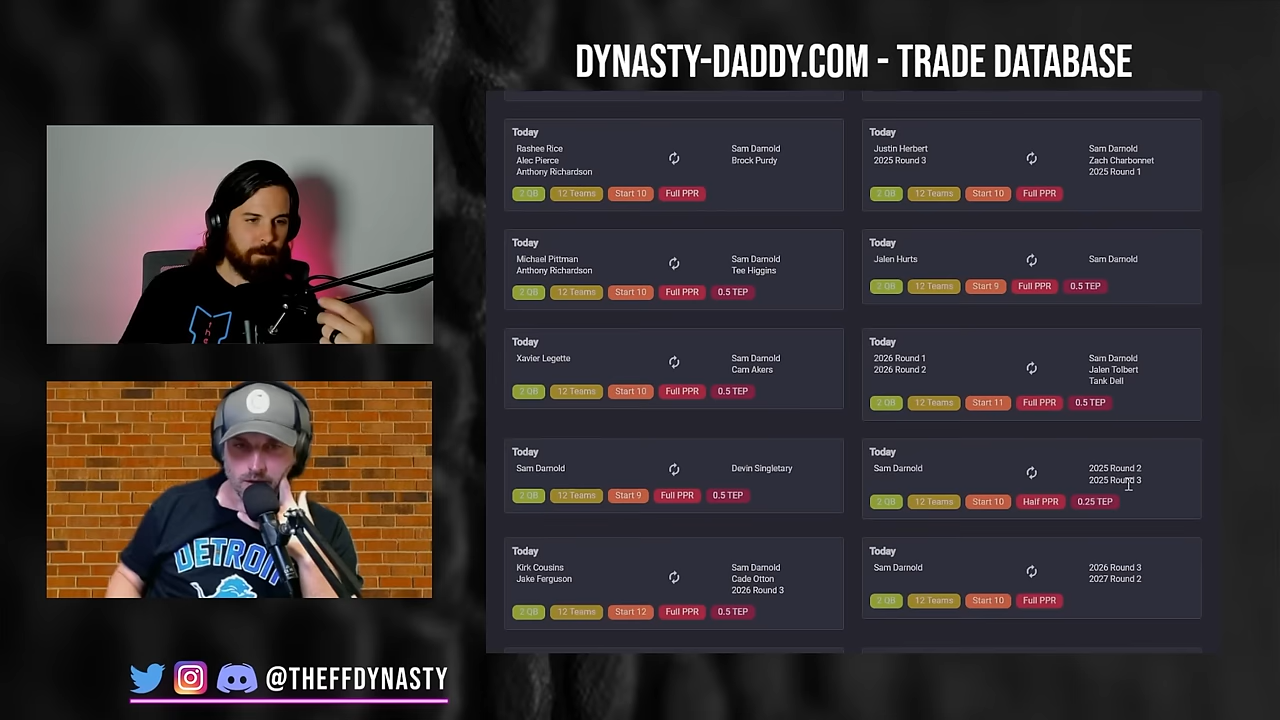 DYNASTY-DADDY.COM - TRADE DATABASE
Today
Rashee Rice
Alec Pierce
Anthony Richardson
Sam Darnold
Brock Purdy
2 QB 12 Teams Start 10 Full PPR
Today
Justin Herbert
2025 Round 3
Sam Darnold
Zach Charbonnet
2025 Round 1
2 QB 12 Teams Start 10 Full PPR
Today
Michael Pittman
Anthony Richardson
Sam Darnold
Tee Higgins
2 QB 12 Teams Start 10 Full PPR 0.5 TEP
Today
Jalen Hurts
Sam Darnold
2 QB 12 Teams Start 9 Full PPR 0.5 TEP
Today
Xavier Legette
Sam Darnold
Cam Akers
2 QB 12 Teams Start 10 Full PPR 0.5 TEP
Today
2026 Round 1
2026 Round 2
Sam Darnold
Jalen Tolbert
Tank Dell
2 QB 12 Teams Start 11 Full PPR 0.5 TEP
Today
Sam Darnold
Devin Singletary
2 QB 12 Teams Start 9 Full PPR 0.5 TEP
Today
Sam Darnold
2025 Round 2
2025 Round 3
2 QB 12 Teams Start 10 Half PPR 0.25 TEP
Today
Kirk Cousins
Jake Ferguson
Sam Darnold
Cade Otton
2026 Round 3
2 QB 12 Teams Start 12 Full PPR 0.5 TEP
Today
Sam Darnold
2026 Round 3
2027 Round 2
2 QB 12 Teams Start 10 Full PPR
DETROIT
@THEFFDYNASTY